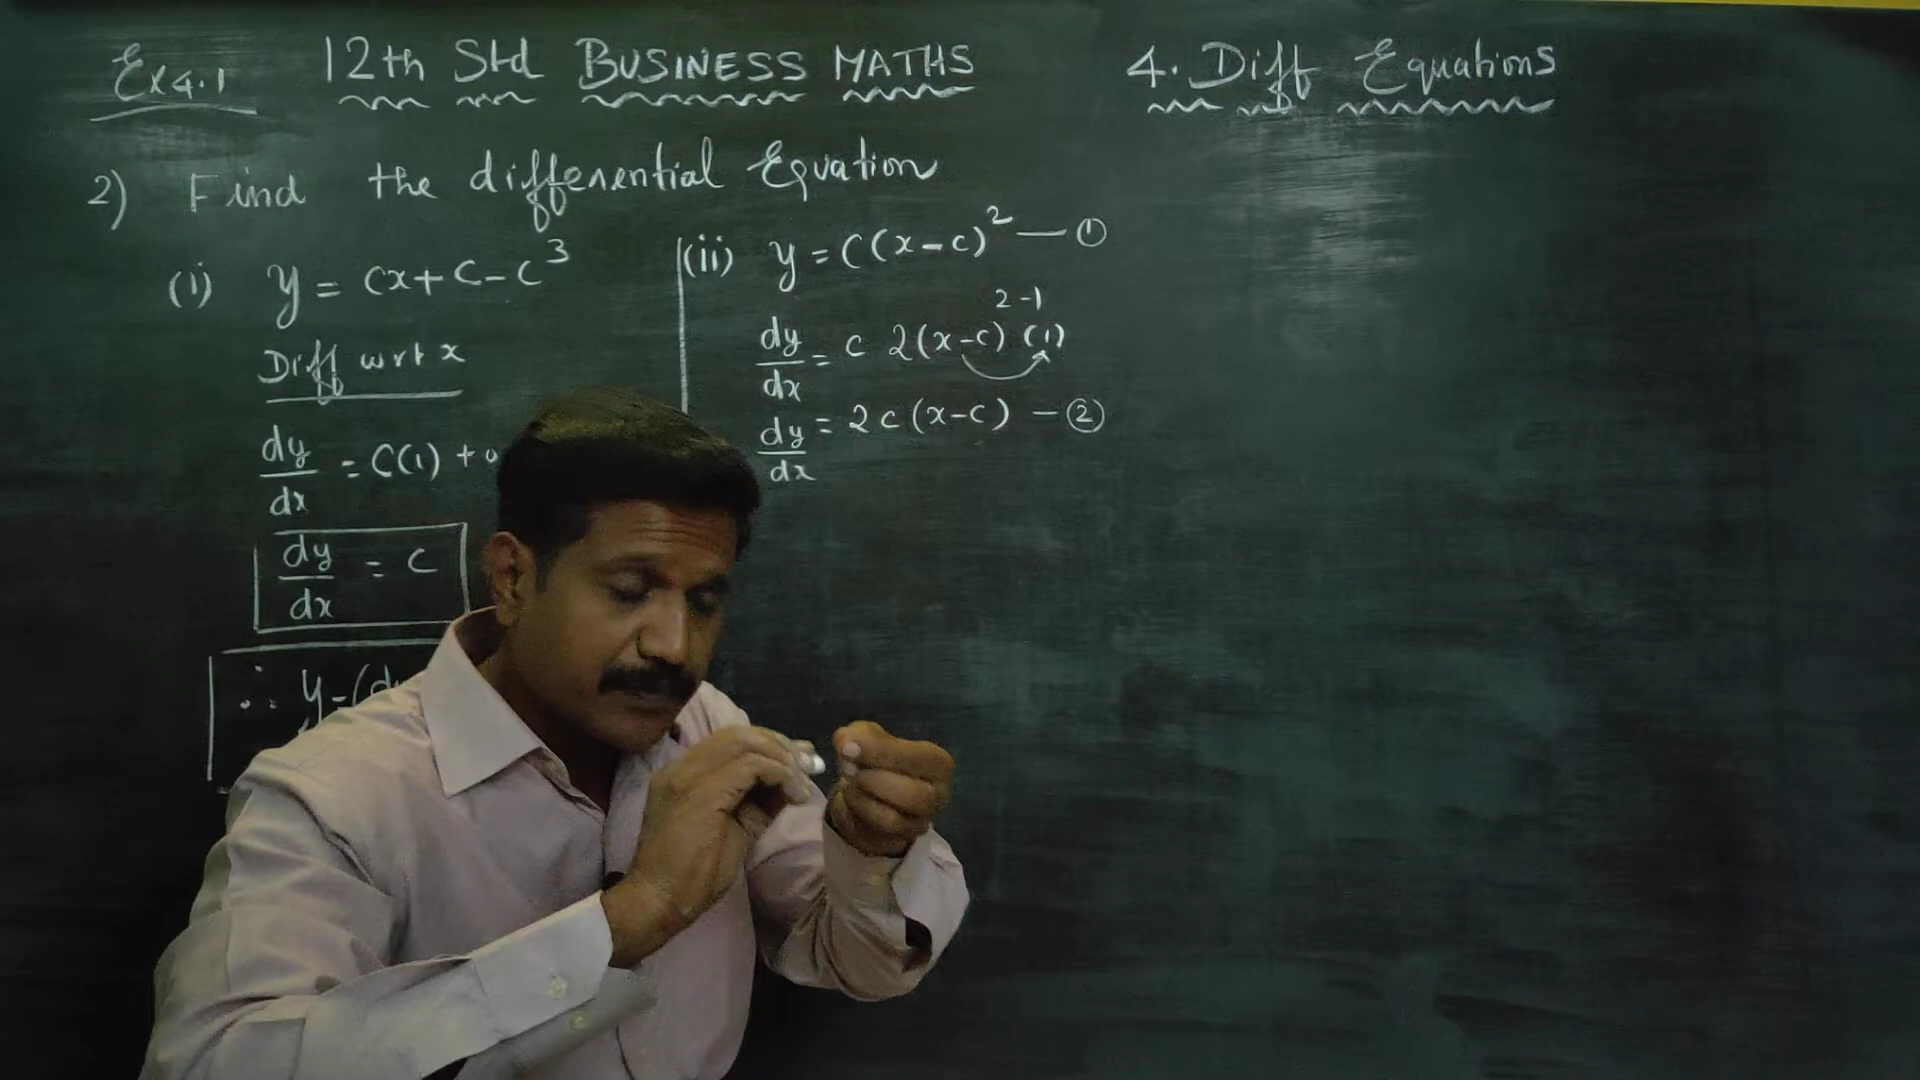 Ex 4.1 12th Std BUSINESS MATHS 4. Diff Equations
2) Find the differential Equation
(i) y = cx + c - c³
Diff w r t x
dy/dx = c(1) + 0
dy/dx = c
∴ y - (d
(ii) y = c(x-c)² — ①
dy/dx = c 2(x-c)²⁻¹ (1)
dy/dx = 2c(x-c) - ②